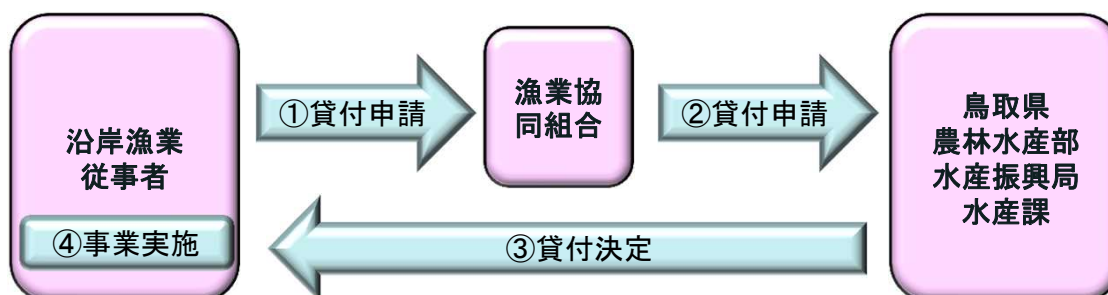 沿岸漁業
従事者
④事業実施
①貸付申請
漁業協
同組合
②貸付申請
鳥取県
農林水産部
水産振興局
水産課
③貸付決定